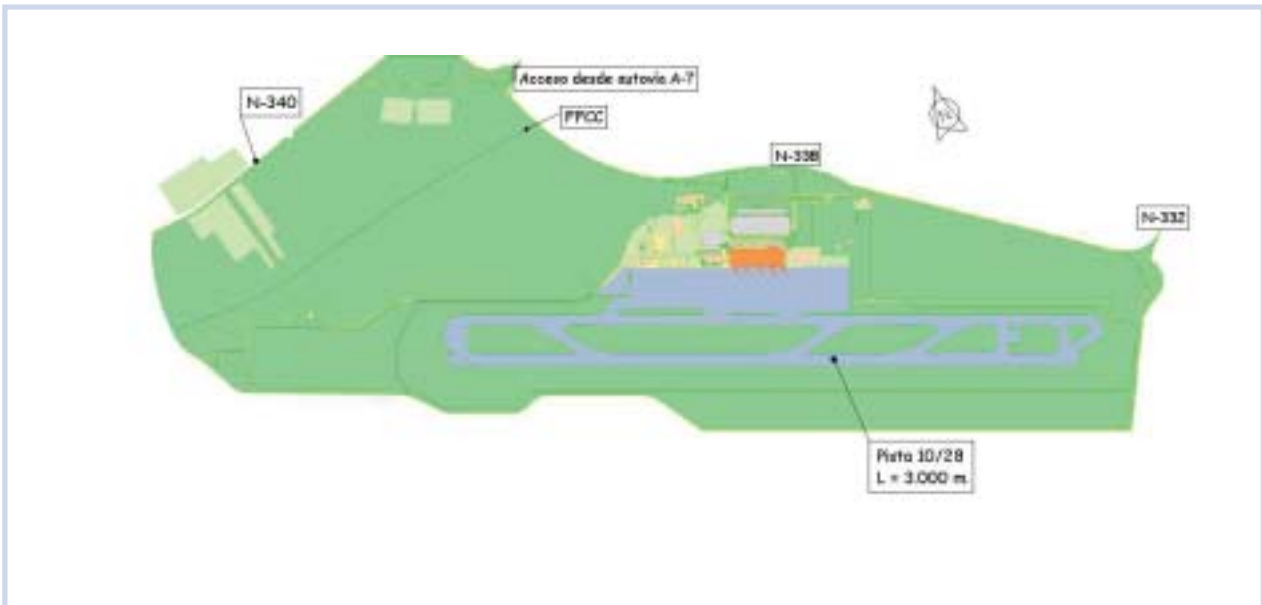 Acceso desde autovía A-7
N-340
FFCC
N-338
N-332
Pista 10/28
L = 3.000 m